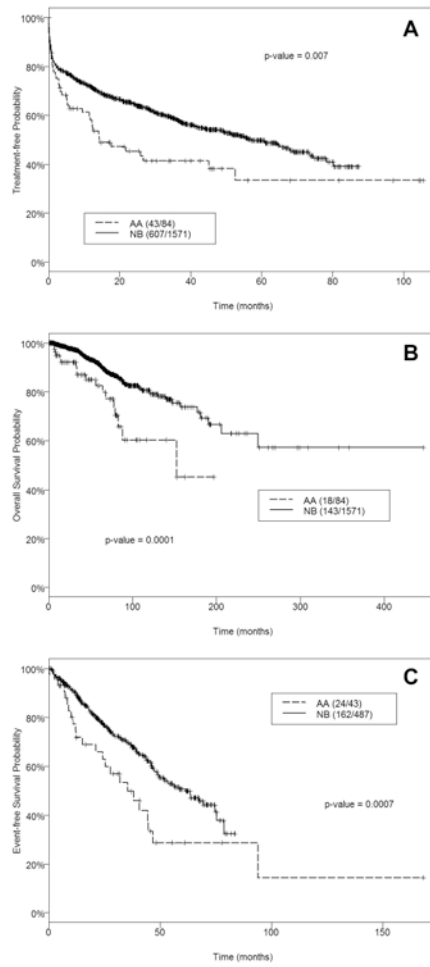 A
p-value = 0.007
100%
80%
60%
40%
20%
0%
Treatment-free Probability
AA (43/84)
NB (607/1571)
0 20 40 60 80 100
Time (months)
B
100%
80%
60%
40%
20%
0%
Overall Survival Probability
AA (18/84)
NB (143/1571)
p-value = 0.0001
0 100 200 300 400
Time (months)
C
100%
80%
60%
40%
20%
0%
Event-free Survival Probability
AA (24/43)
NB (162/487)
p-value = 0.0007
0 50 100 150
Time (months)